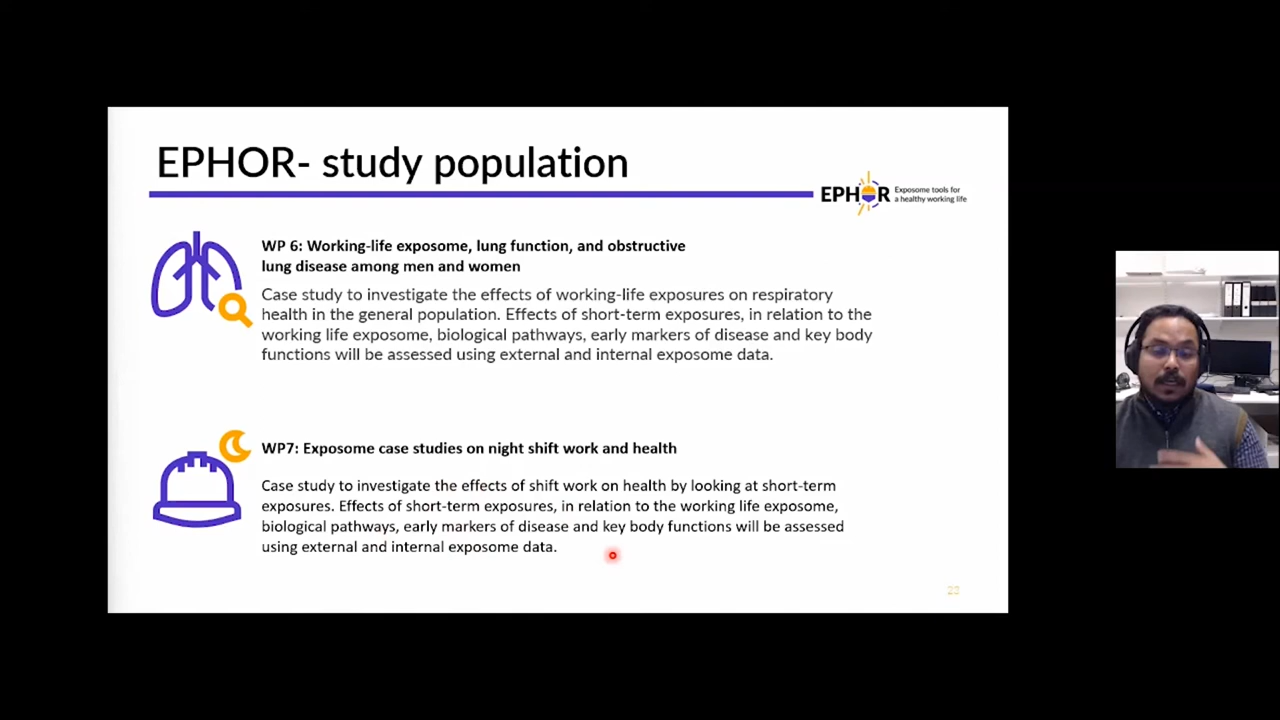 EPHOR- study population
EPHOR
Exposome tools for
a healthy working life
WP 6: Working-life exposome, lung function, and obstructive
lung disease among men and women
Case study to investigate the effects of working-life exposures on respiratory
health in the general population. Effects of short-term exposures, in relation to the
working life exposome, biological pathways, early markers of disease and key body
functions will be assessed using external and internal exposome data.
WP7: Exposome case studies on night shift work and health
Case study to investigate the effects of shift work on health by looking at short-term
exposures. Effects of short-term exposures, in relation to the working life exposome,
biological pathways, early markers of disease and key body functions will be assessed
using external and internal exposome data.
22